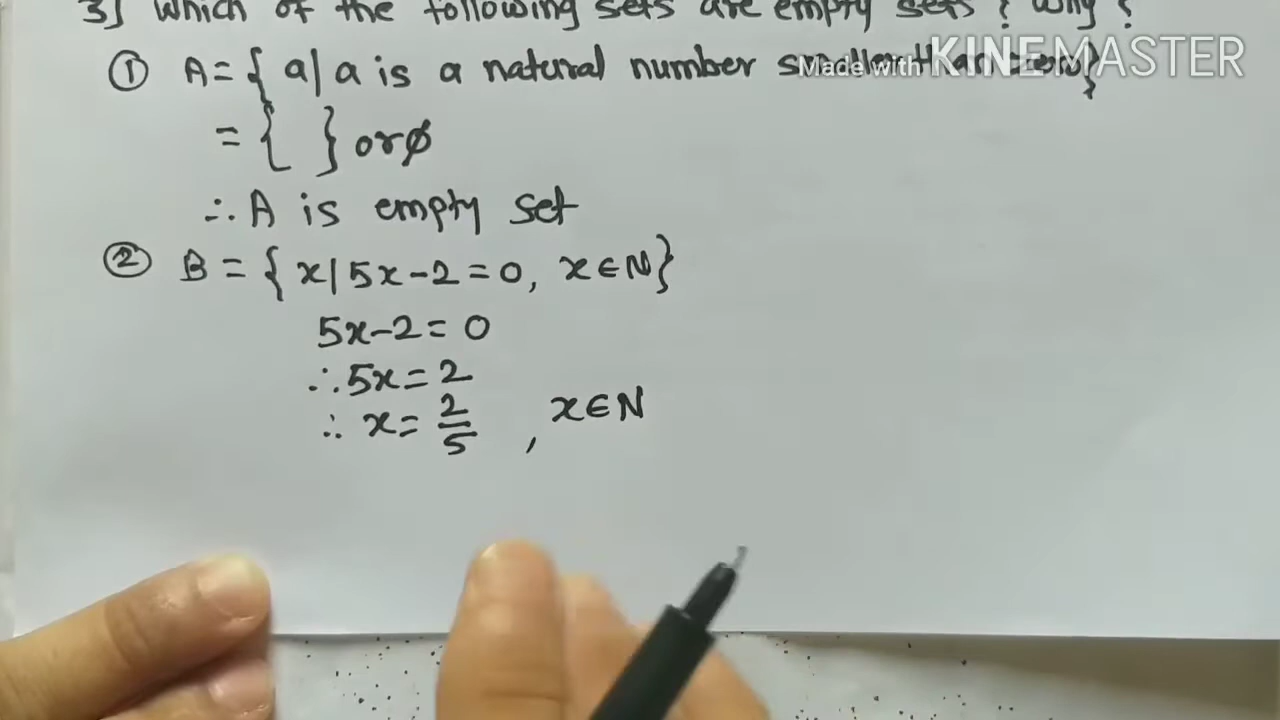 3] Which of the following sets are empty sets ? Why ?
① A = { a | a is a natural number smaller than zero}
= { } or ϕ
∴ A is empty set
② B = { x | 5x - 2 = 0, x ∈ N }
5x - 2 = 0
∴ 5x = 2
∴ x = 2/5 , x ∈ N
Made with KINEMASTER